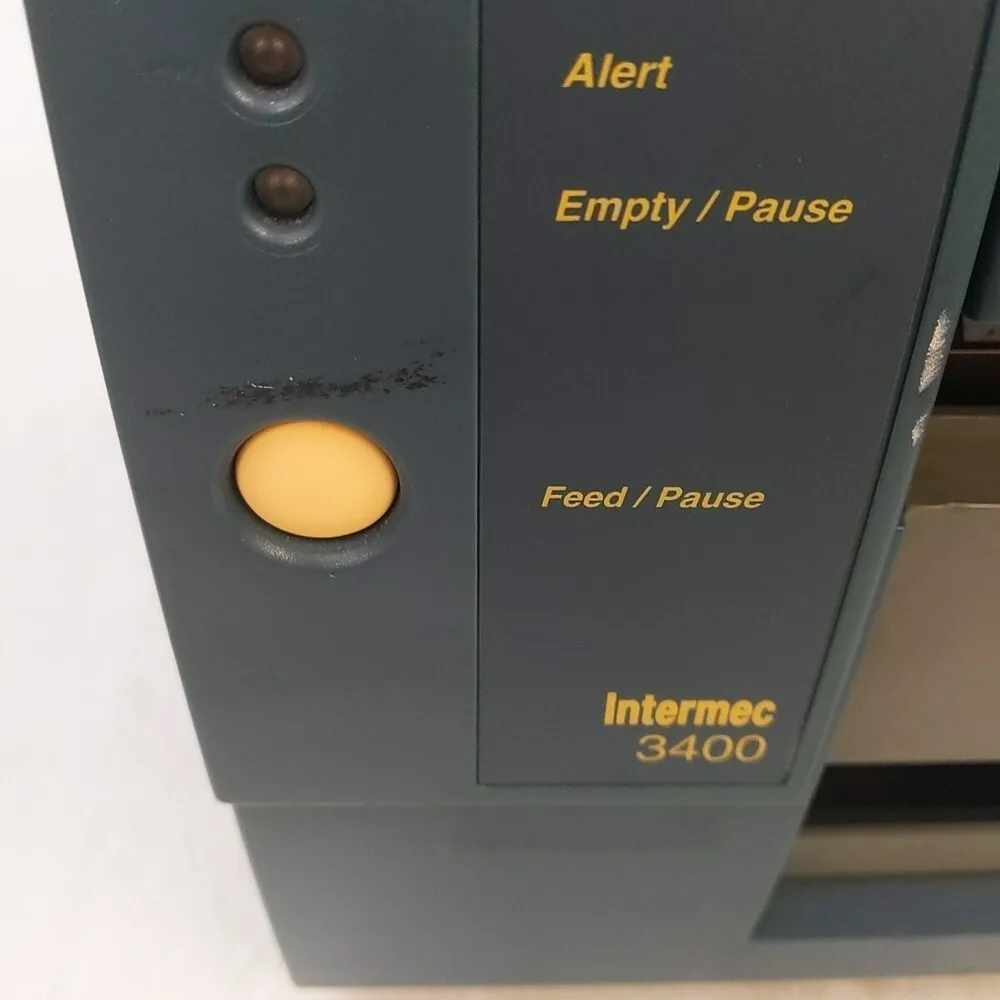 Alert
Empty / Pause
Feed / Pause
Intermec
3400